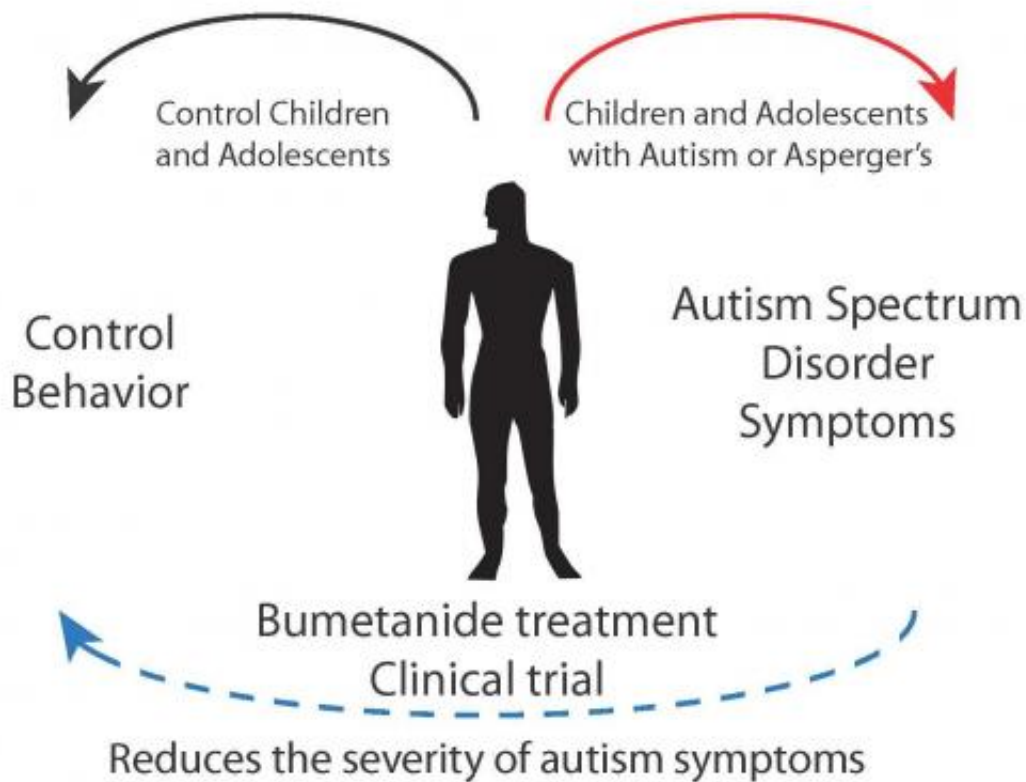 Control Children
and Adolescents
Children and Adolescents
with Autism or Asperger's
Control
Behavior
Autism Spectrum
Disorder
Symptoms
Bumetanide treatment
Clinical trial
Reduces the severity of autism symptoms